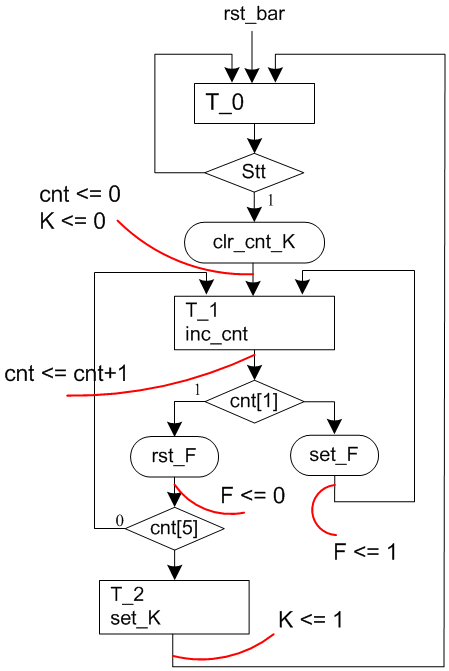 rst_bar
T_0
Stt
1
cnt <= 0
K <= 0
clr_cnt_K
T_1
inc_cnt
cnt <= cnt+1
1
cnt[1]
rst_F
set_F
F <= 0
0
cnt[5]
F <= 1
T_2
set_K
K <= 1